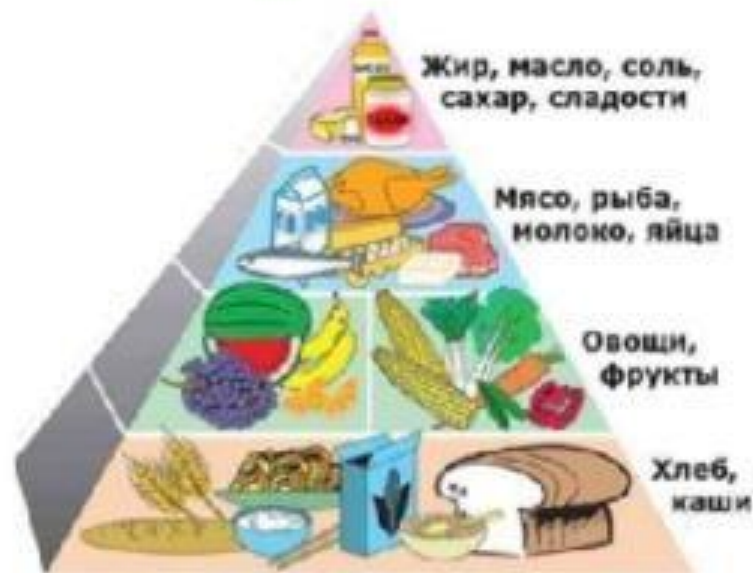 Жир, масло, соль,
сахар, сладости
Мясо, рыба,
молоко, яйца
Овощи,
фрукты
Хлеб,
каши